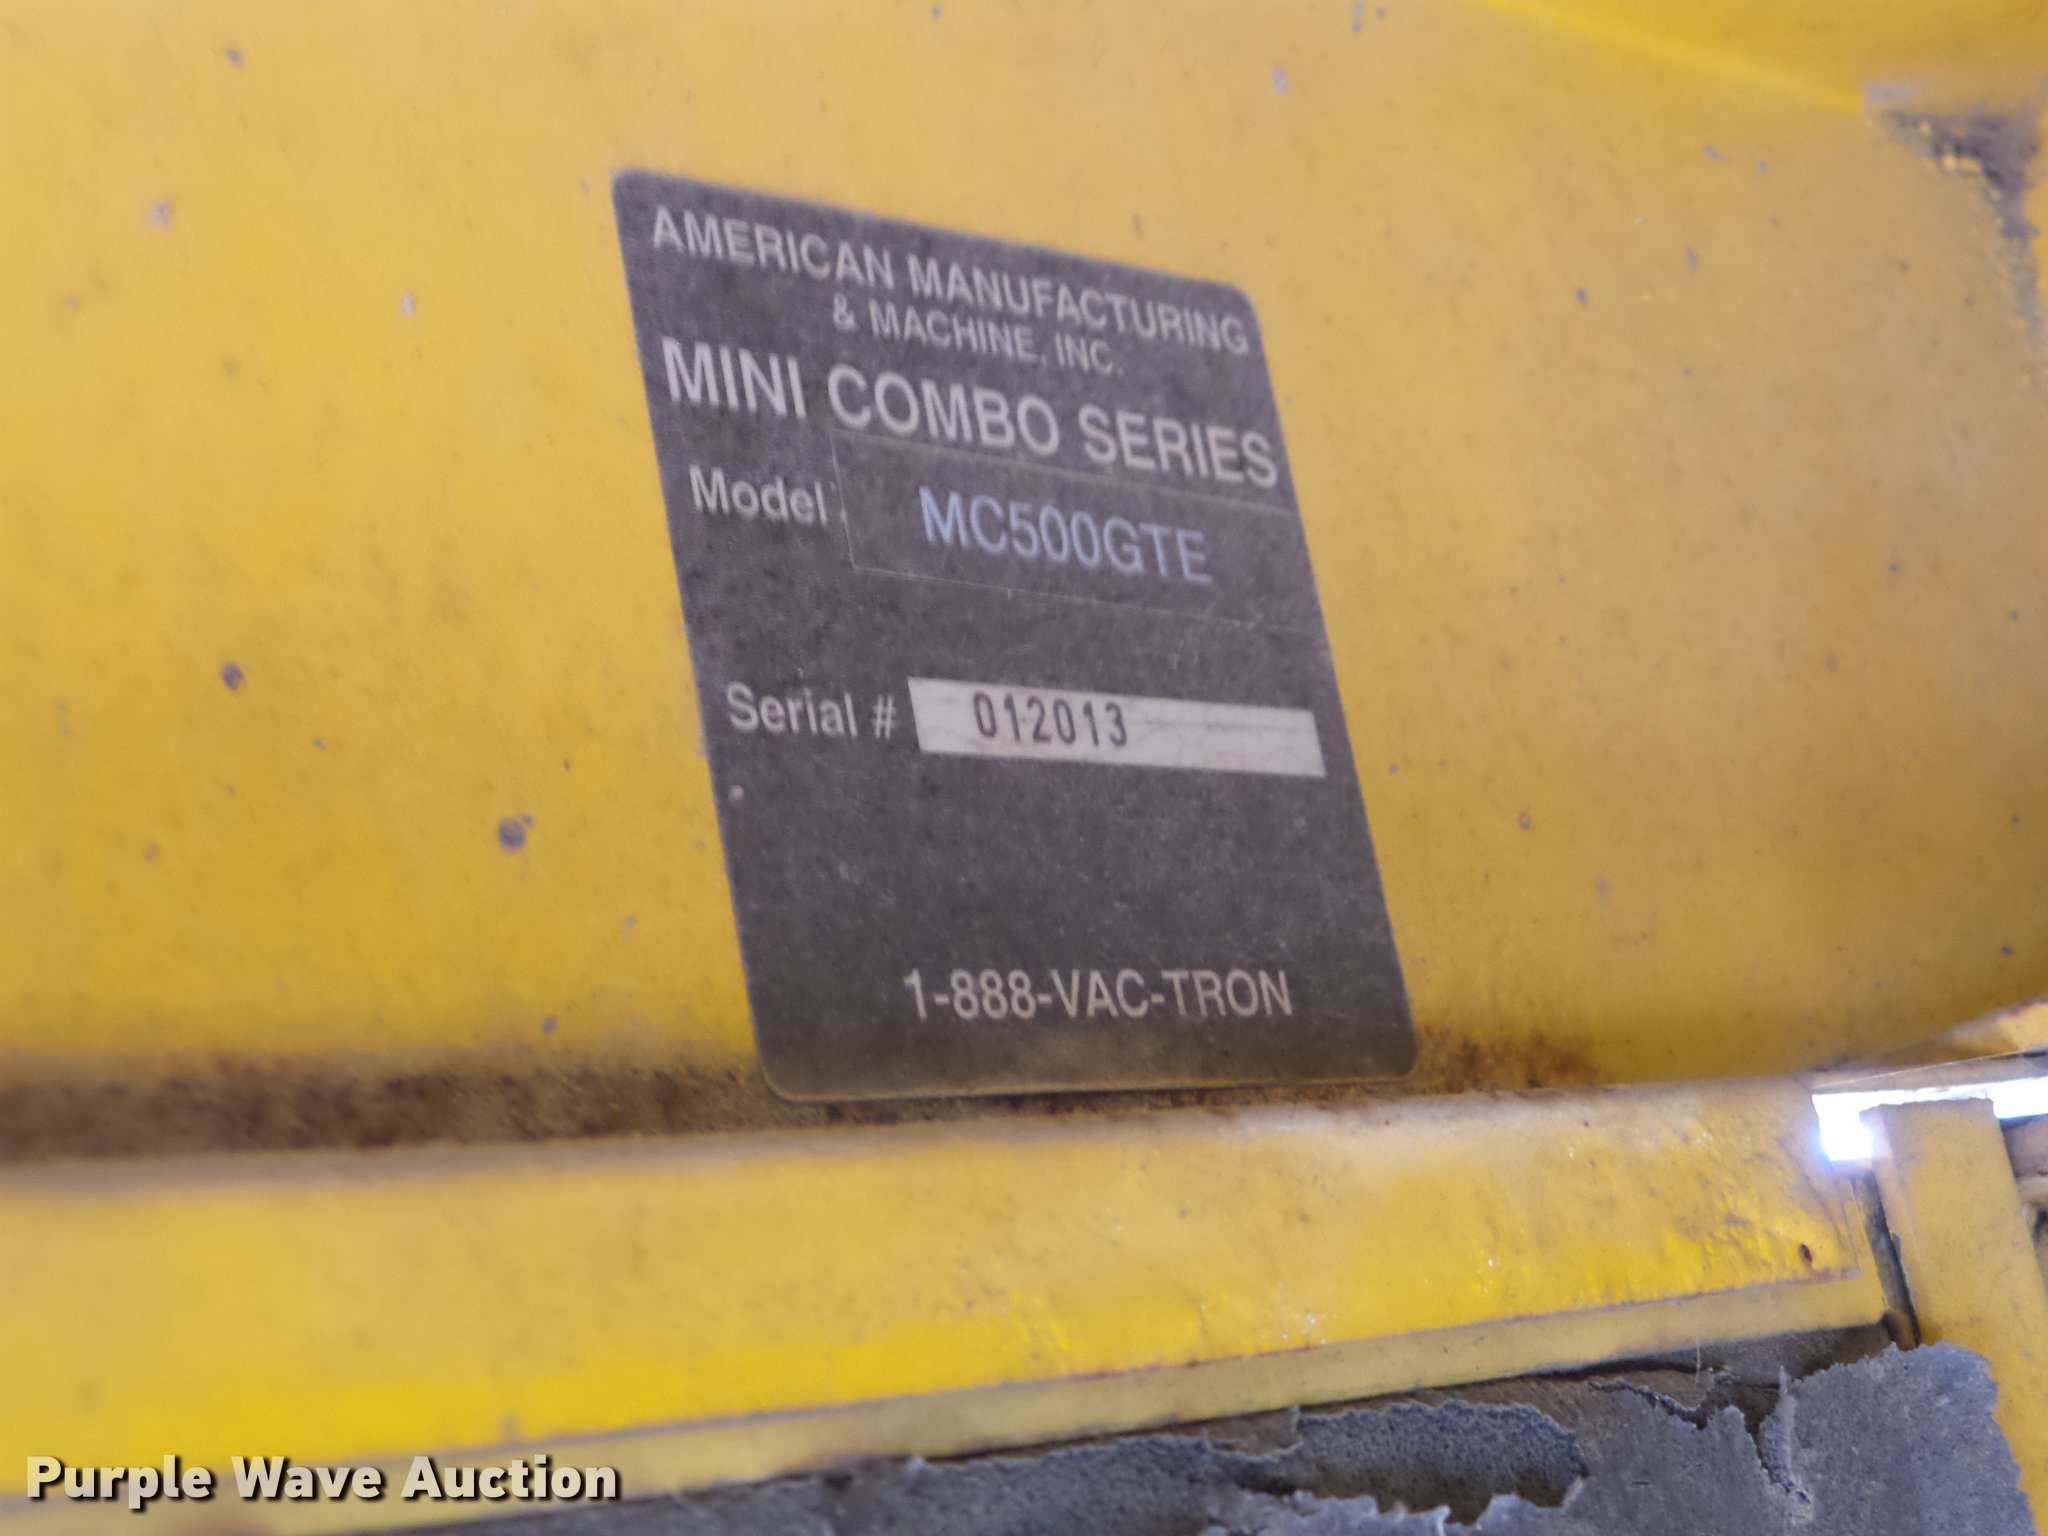 AMERICAN MANUFACTURING
& MACHINE, INC.
MINI COMBO SERIES
Model MC500GTE
Serial # 012013
1-888-VAC-TRON
Purple Wave Auction